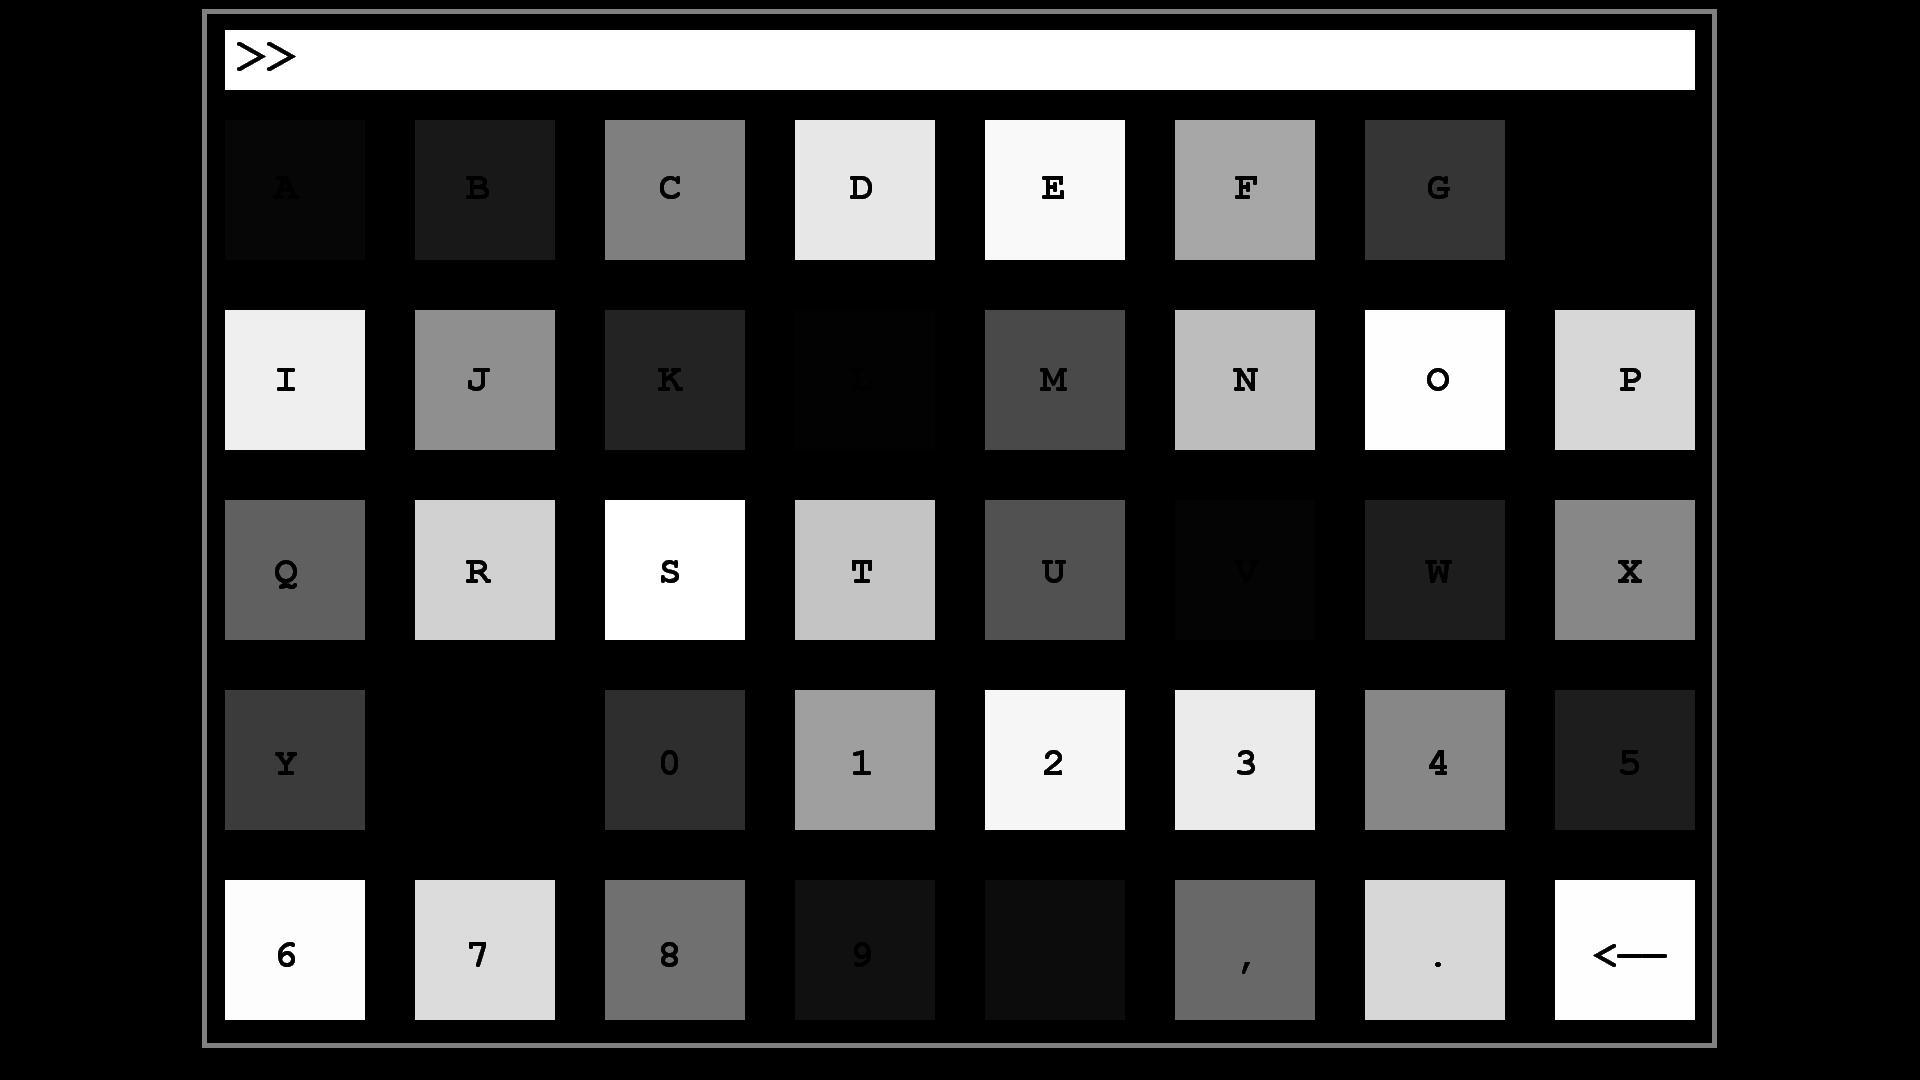 >>
A B C D E F G
I J K L M N O P
Q R S T U V W X
Y 0 1 2 3 4 5
6 7 8 9 , . <—